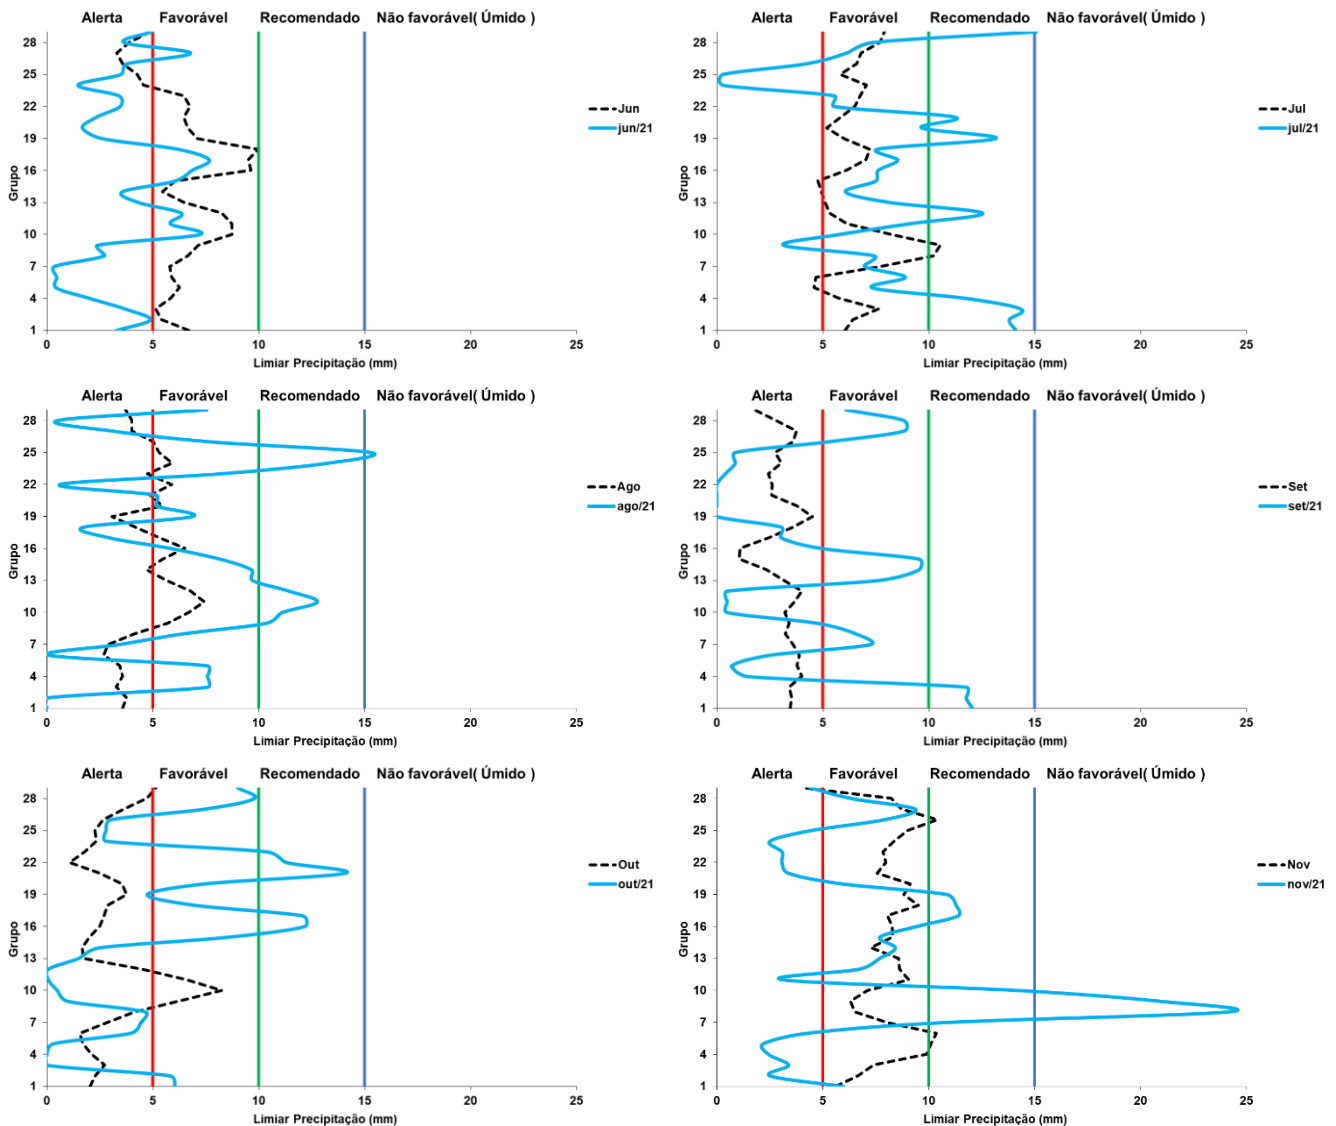 Alerta Favorável Recomendado Não favorável( Úmido )
28
25
22
19
16
13
10
7
4
1
Grupo
0 5 10 15 20 25
Limiar Precipitação (mm)
Jun
jun/21
Alerta Favorável Recomendado Não favorável( Úmido )
28
25
22
19
16
13
10
7
4
1
Grupo
0 5 10 15 20 25
Limiar Precipitação (mm)
Jul
jul/21
Alerta Favorável Recomendado Não favorável( Úmido )
28
25
22
19
16
13
10
7
4
1
Grupo
0 5 10 15 20 25
Limiar Precipitação (mm)
Ago
ago/21
Alerta Favorável Recomendado Não favorável( Úmido )
28
25
22
19
16
13
10
7
4
1
Grupo
0 5 10 15 20 25
Limiar Precipitação (mm)
Set
set/21
Alerta Favorável Recomendado Não favorável( Úmido )
28
25
22
19
16
13
10
7
4
1
Grupo
0 5 10 15 20 25
Limiar Precipitação (mm)
Out
out/21
Alerta Favorável Recomendado Não favorável( Úmido )
28
25
22
19
16
13
10
7
4
1
Grupo
0 5 10 15 20 25
Limiar Precipitação (mm)
Nov
nov/21